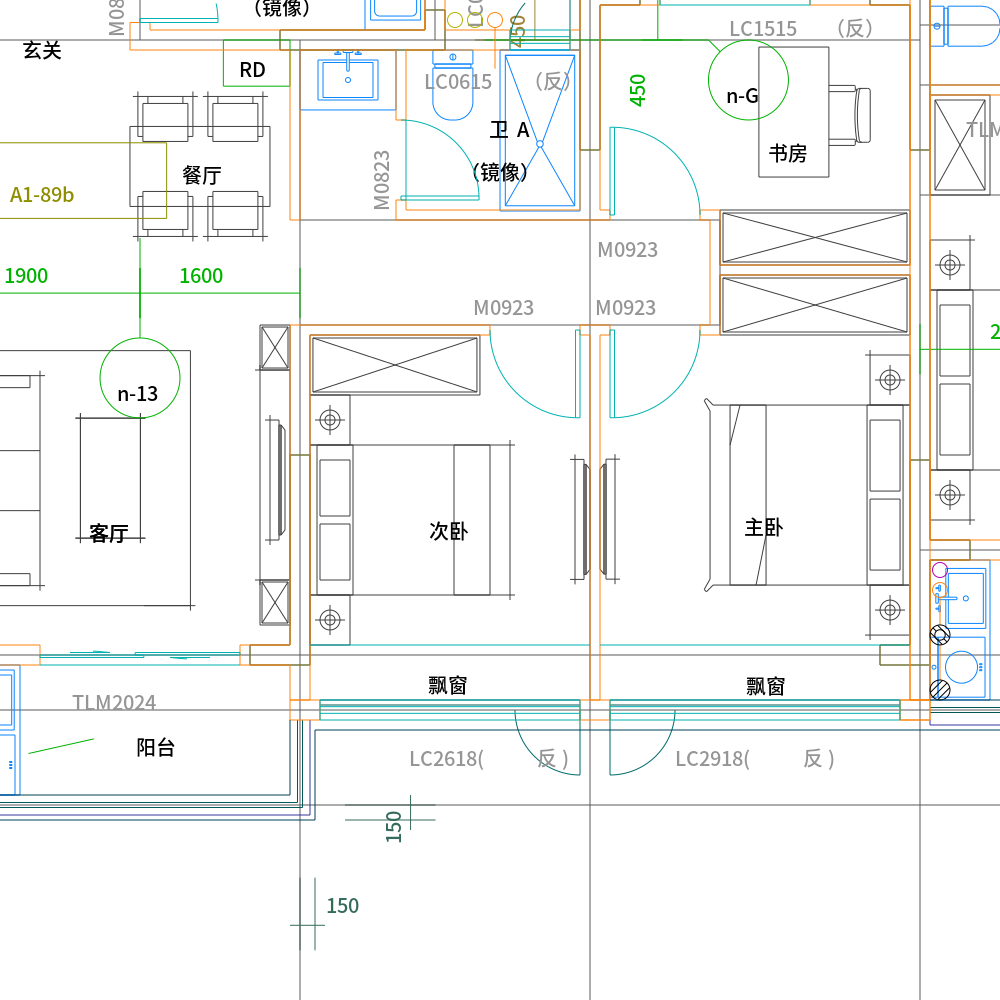 M08
（镜像）
LC0
450
LC1515 （反）
玄关
RD
LC0615 （反）
450
n-G
卫 A
TLM
书房
（镜像）
餐厅
M0823
A1-89b
M0923
1900
1600
M0923
M0923
2
n-13
客厅
次卧
主卧
飘窗
飘窗
TLM2024
阳台
LC2618( 反 )
LC2918( 反 )
150
150